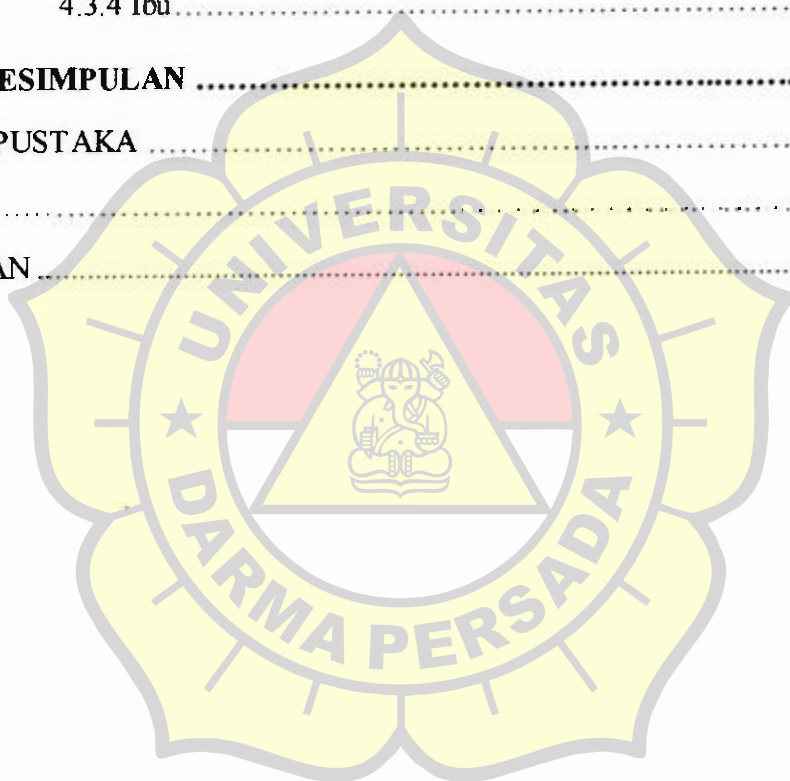 4.3.4 Ibu ........................................
ESIMPULAN ........................................
PUSTAKA ........................................
........................................
AN ........................................
UNIVERSITAS
DARMA PERSADA